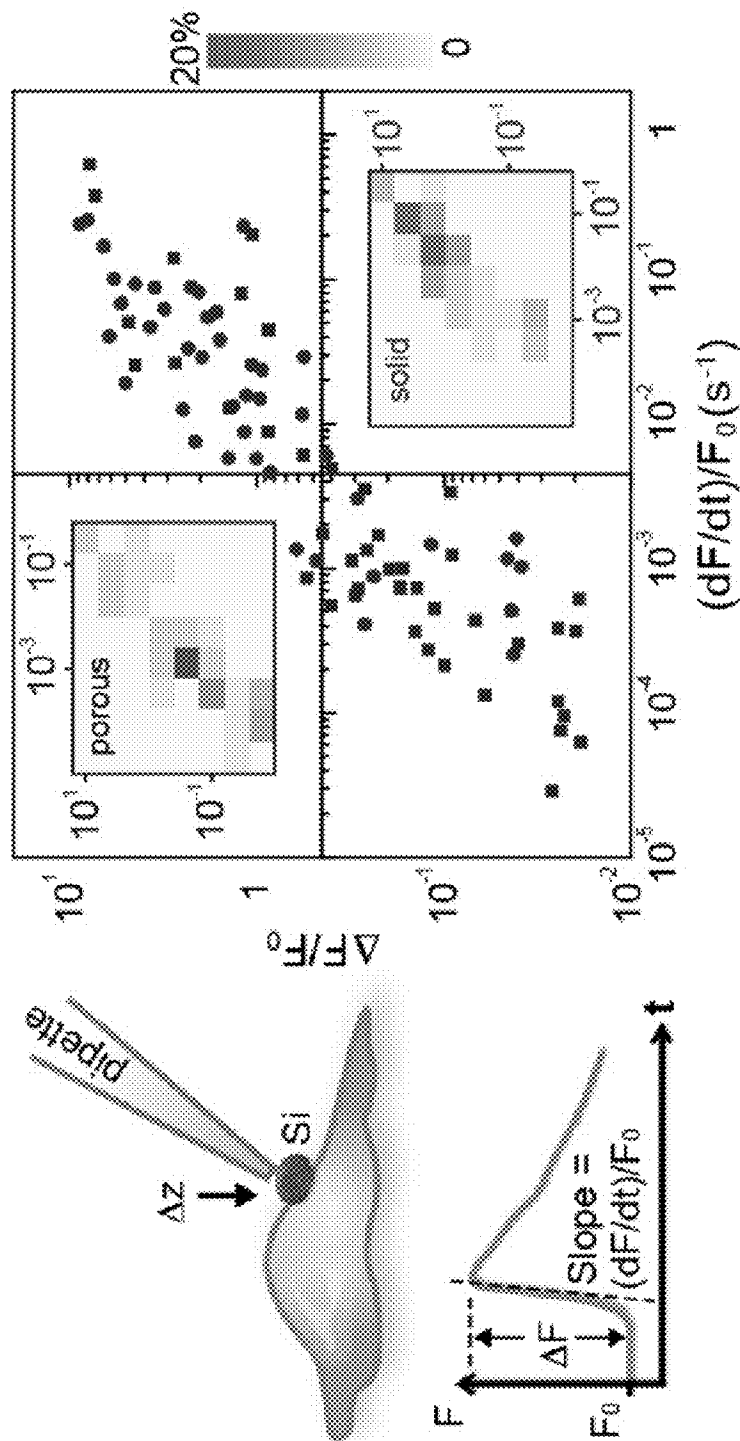 pipette
Δz
Si
F
ΔF
F₀
Slope =
(dF/dt)/F₀
t
ΔF/F₀
10¹
1
10⁻¹
10⁻²
10⁻⁵
10⁻⁴
10⁻³
10⁻²
10⁻¹
1
(dF/dt)/F₀(s⁻¹)
porous
10⁻³
10⁻¹
10¹
10⁻¹
solid
10⁻³
10⁻¹
10¹
10⁻¹
20%
0